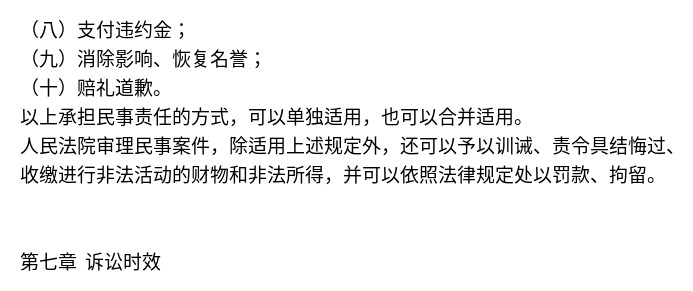 （八）支付违约金；
（九）消除影响、恢复名誉；
（十）赔礼道歉。
以上承担民事责任的方式，可以单独适用，也可以合并适用。
人民法院审理民事案件，除适用上述规定外，还可以予以训诫、责令具结悔过、
收缴进行非法活动的财物和非法所得，并可以依照法律规定处以罚款、拘留。
第七章 诉讼时效